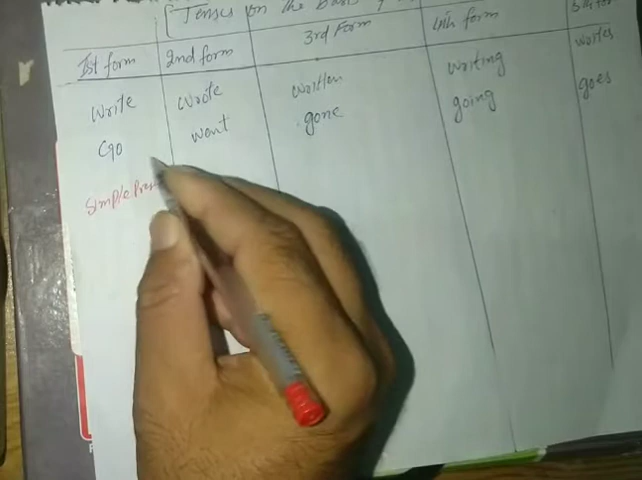 [Tenses on the Basis
Ist form 2nd form 3rd Form 4th form
write wrote written writing writes
Go went gone going goes
Simple Pres